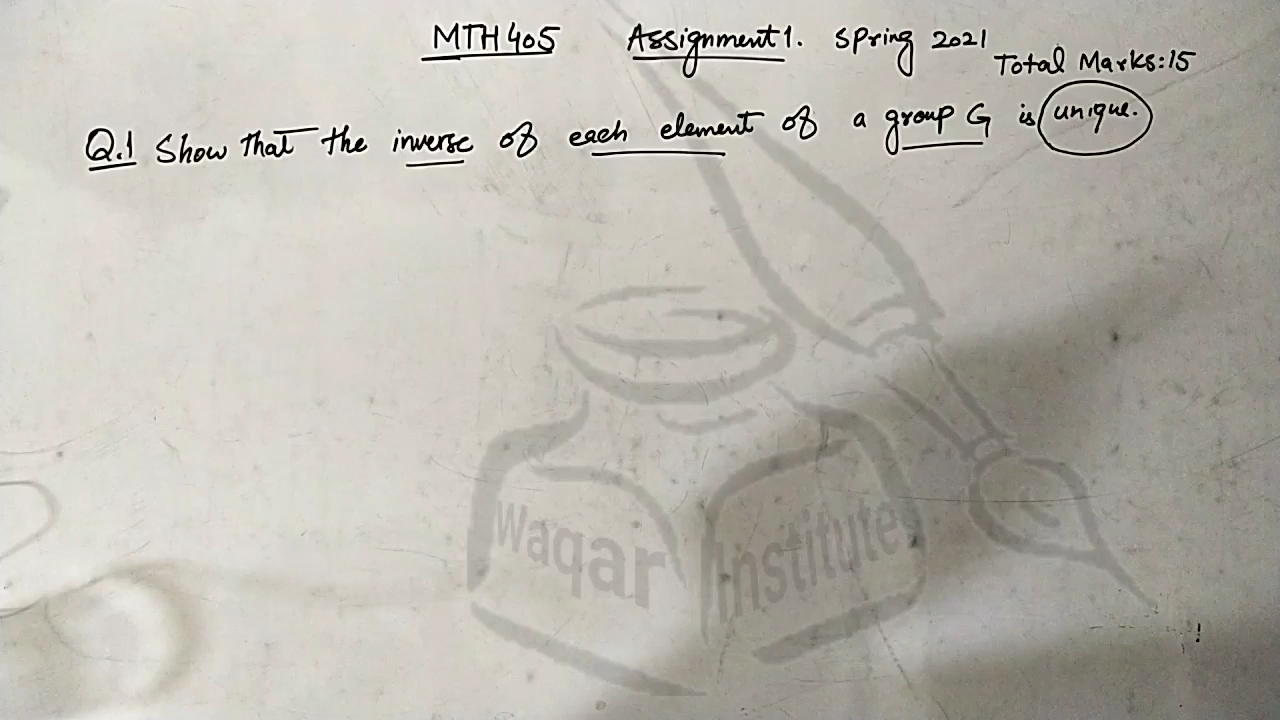 MTH405 Assignment 1. Spring 2021
Total Marks:15
Q.1 Show that the inverse of each element of a group G is unique.
Waqar Institute